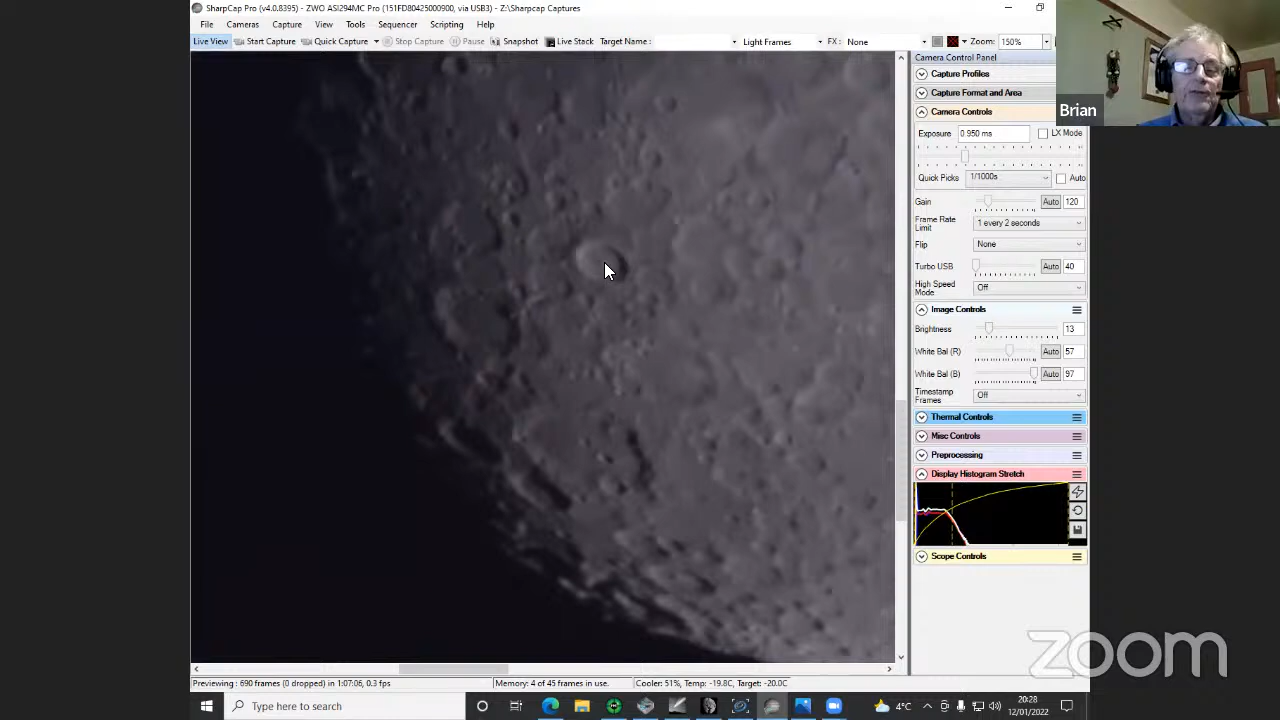 SharpCap Pro (v4.0.8395) - ZWO ASI294MC Pro (151FD80425000900, via USB3) - Z:\Sharpcap Captures
File Cameras Capture View Tools Sequencer Scripting Help
Live View Start Capture Quick Capture Stop Capture Pause Snapshot Live Stack Target Name: Light Frames FX: None Zoom: 150%
Camera Control Panel
Capture Profiles
Capture Format and Area
Camera Controls
Exposure 0.950 ms LX Mode
Quick Picks 1/1000s Auto
Gain Auto 120
Frame Rate Limit 1 every 2 seconds
Flip None
Turbo USB Auto 40
High Speed Mode Off
Image Controls
Brightness 13
White Bal (R) Auto 57
White Bal (B) Auto 97
Timestamp Frames Off
Thermal Controls
Misc Controls
Preprocessing
Display Histogram Stretch
Scope Controls
Brian
zoom
Previewing : 690 frames (0 dropped) in 1:07:06, 0.3 fps Memory: 4 of 45 frames in use. Cooler: 51%, Temp: -19.8C, Target: -20.0C
Type here to search
4°C
20:28
12/01/2022